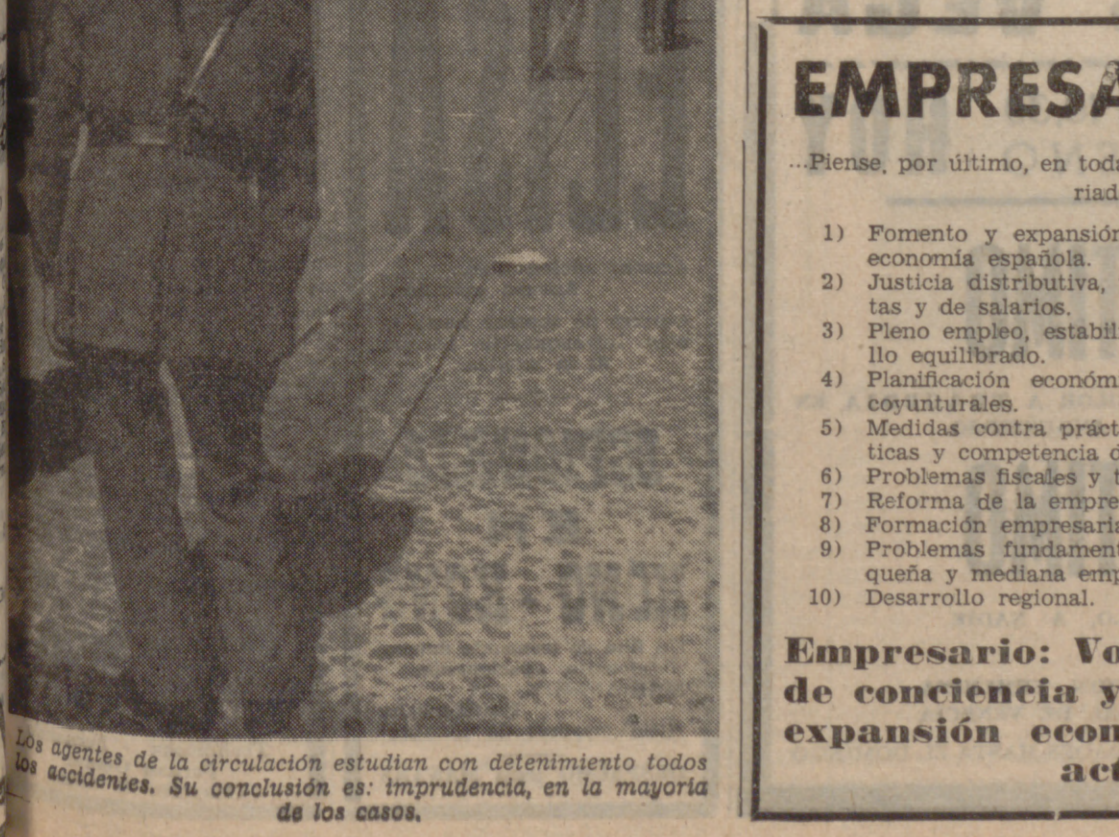 Los agentes de la circulación estudian con detenimiento todos
los accidentes. Su conclusión es: imprudencia, en la mayoría
de los casos.
EMPRESA
...Piense, por último, en toda
riad
1) Fomento y expansión
economía española.
2) Justicia distributiva,
tas y de salarios.
3) Pleno empleo, estabil
llo equilibrado.
4) Planificación económi
coyunturales.
5) Medidas contra práct
ticas y competencia d
6) Problemas fiscales y t
7) Reforma de la empre
8) Formación empresari
9) Problemas fundament
queña y mediana emp
10) Desarrollo regional.
Empresario: Vo
de conciencia y
expansión econ
act